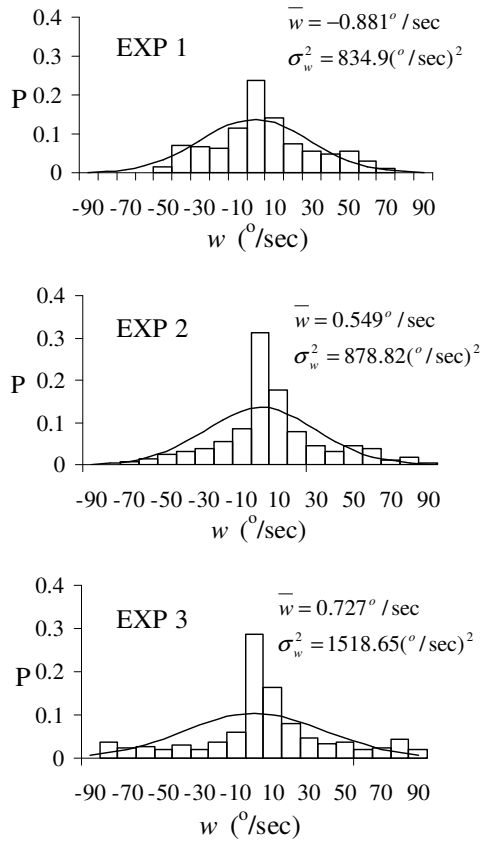 0.4
EXP 1
w̅ = −0.881°/sec
σ_w² = 834.9(°/sec)²
0.3
P 0.2
0.1
0
-90 -70 -50 -30 -10 10 30 50 70 90
w (°/sec)
0.4
EXP 2
w̅ = 0.549°/sec
σ_w² = 878.82(°/sec)²
0.3
P 0.2
0.1
0
-90 -70 -50 -30 -10 10 30 50 70 90
w (°/sec)
0.4
EXP 3
w̅ = 0.727°/sec
σ_w² = 1518.65(°/sec)²
0.3
P 0.2
0.1
0
-90 -70 -50 -30 -10 10 30 50 70 90
w (°/sec)